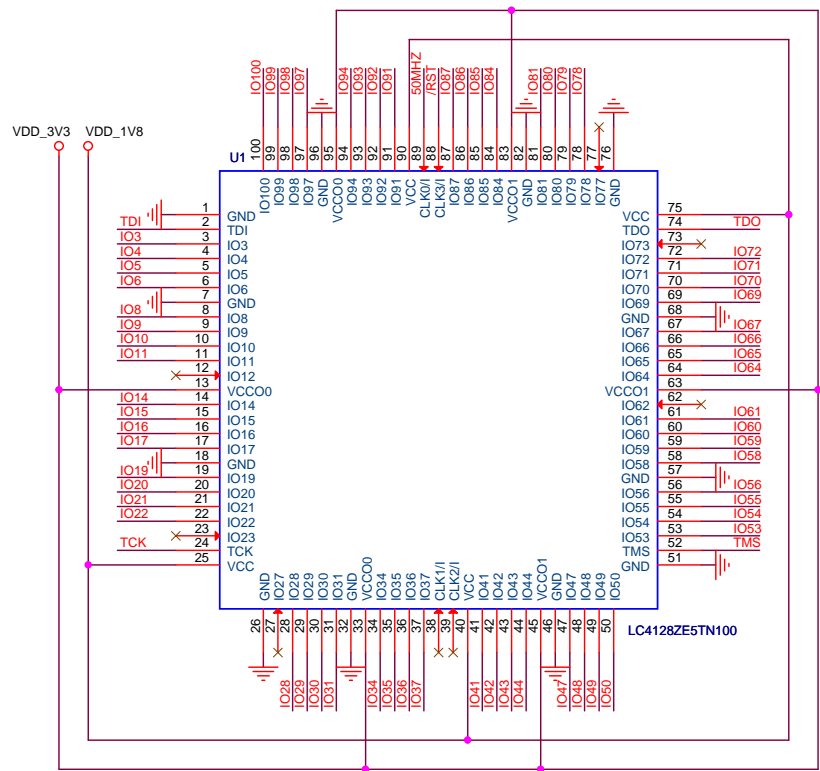 IO100 IO99 IO98 IO97 IO94 IO93 IO92 IO91 50MHZ /RST IO87 IO86 IO85 IO84 IO81 IO80 IO79 IO78
VDD_3V3 VDD_1V8
U1
100 99 98 97 96 95 94 93 92 91 90 89 88 87 86 85 84 83 82 81 80 79 78 77 76
IO100 IO99 IO98 IO97 GND VCCO0 IO94 IO93 IO92 IO91 VCC CLK0/I CLK3/I IO87 IO86 IO85 IO84 VCCO1 GND IO81 IO80 IO79 IO78 IO77 GND
1 GND VCC 75
TDI 2 TDI TDO 74 TDO
IO3 3 IO3 IO73 73
IO4 4 IO4 IO72 72 IO72
IO5 5 IO5 IO71 71 IO71
IO6 6 IO6 IO70 70 IO70
7 GND IO69 69 IO69
IO8 8 IO8 GND 68
IO9 9 IO9 IO67 67 IO67
IO10 10 IO10 IO66 66 IO66
IO11 11 IO11 IO65 65 IO65
12 IO12 IO64 64 IO64
13 VCCO0 VCCO1 63
IO14 14 IO14 IO62 62
IO15 15 IO15 IO61 61 IO61
IO16 16 IO16 IO60 60 IO60
IO17 17 IO17 IO59 59 IO59
18 GND IO58 58 IO58
IO19 19 IO19 GND 57
IO20 20 IO20 IO56 56 IO56
IO21 21 IO21 IO55 55 IO55
IO22 22 IO22 IO54 54 IO54
23 IO23 IO53 53 IO53
TCK 24 TCK TMS 52 TMS
25 VCC GND 51
GND IO27 IO28 IO29 IO30 IO31 GND VCCO0 IO34 IO35 IO36 IO37 CLK1/I CLK2/I VCC IO41 IO42 IO43 IO44 VCCO1 GND IO47 IO48 IO49 IO50
26 27 28 29 30 31 32 33 34 35 36 37 38 39 40 41 42 43 44 45 46 47 48 49 50
LC4128ZE5TN100
IO28 IO29 IO30 IO31 IO34 IO35 IO36 IO37 IO41 IO42 IO43 IO44 IO47 IO48 IO49 IO50